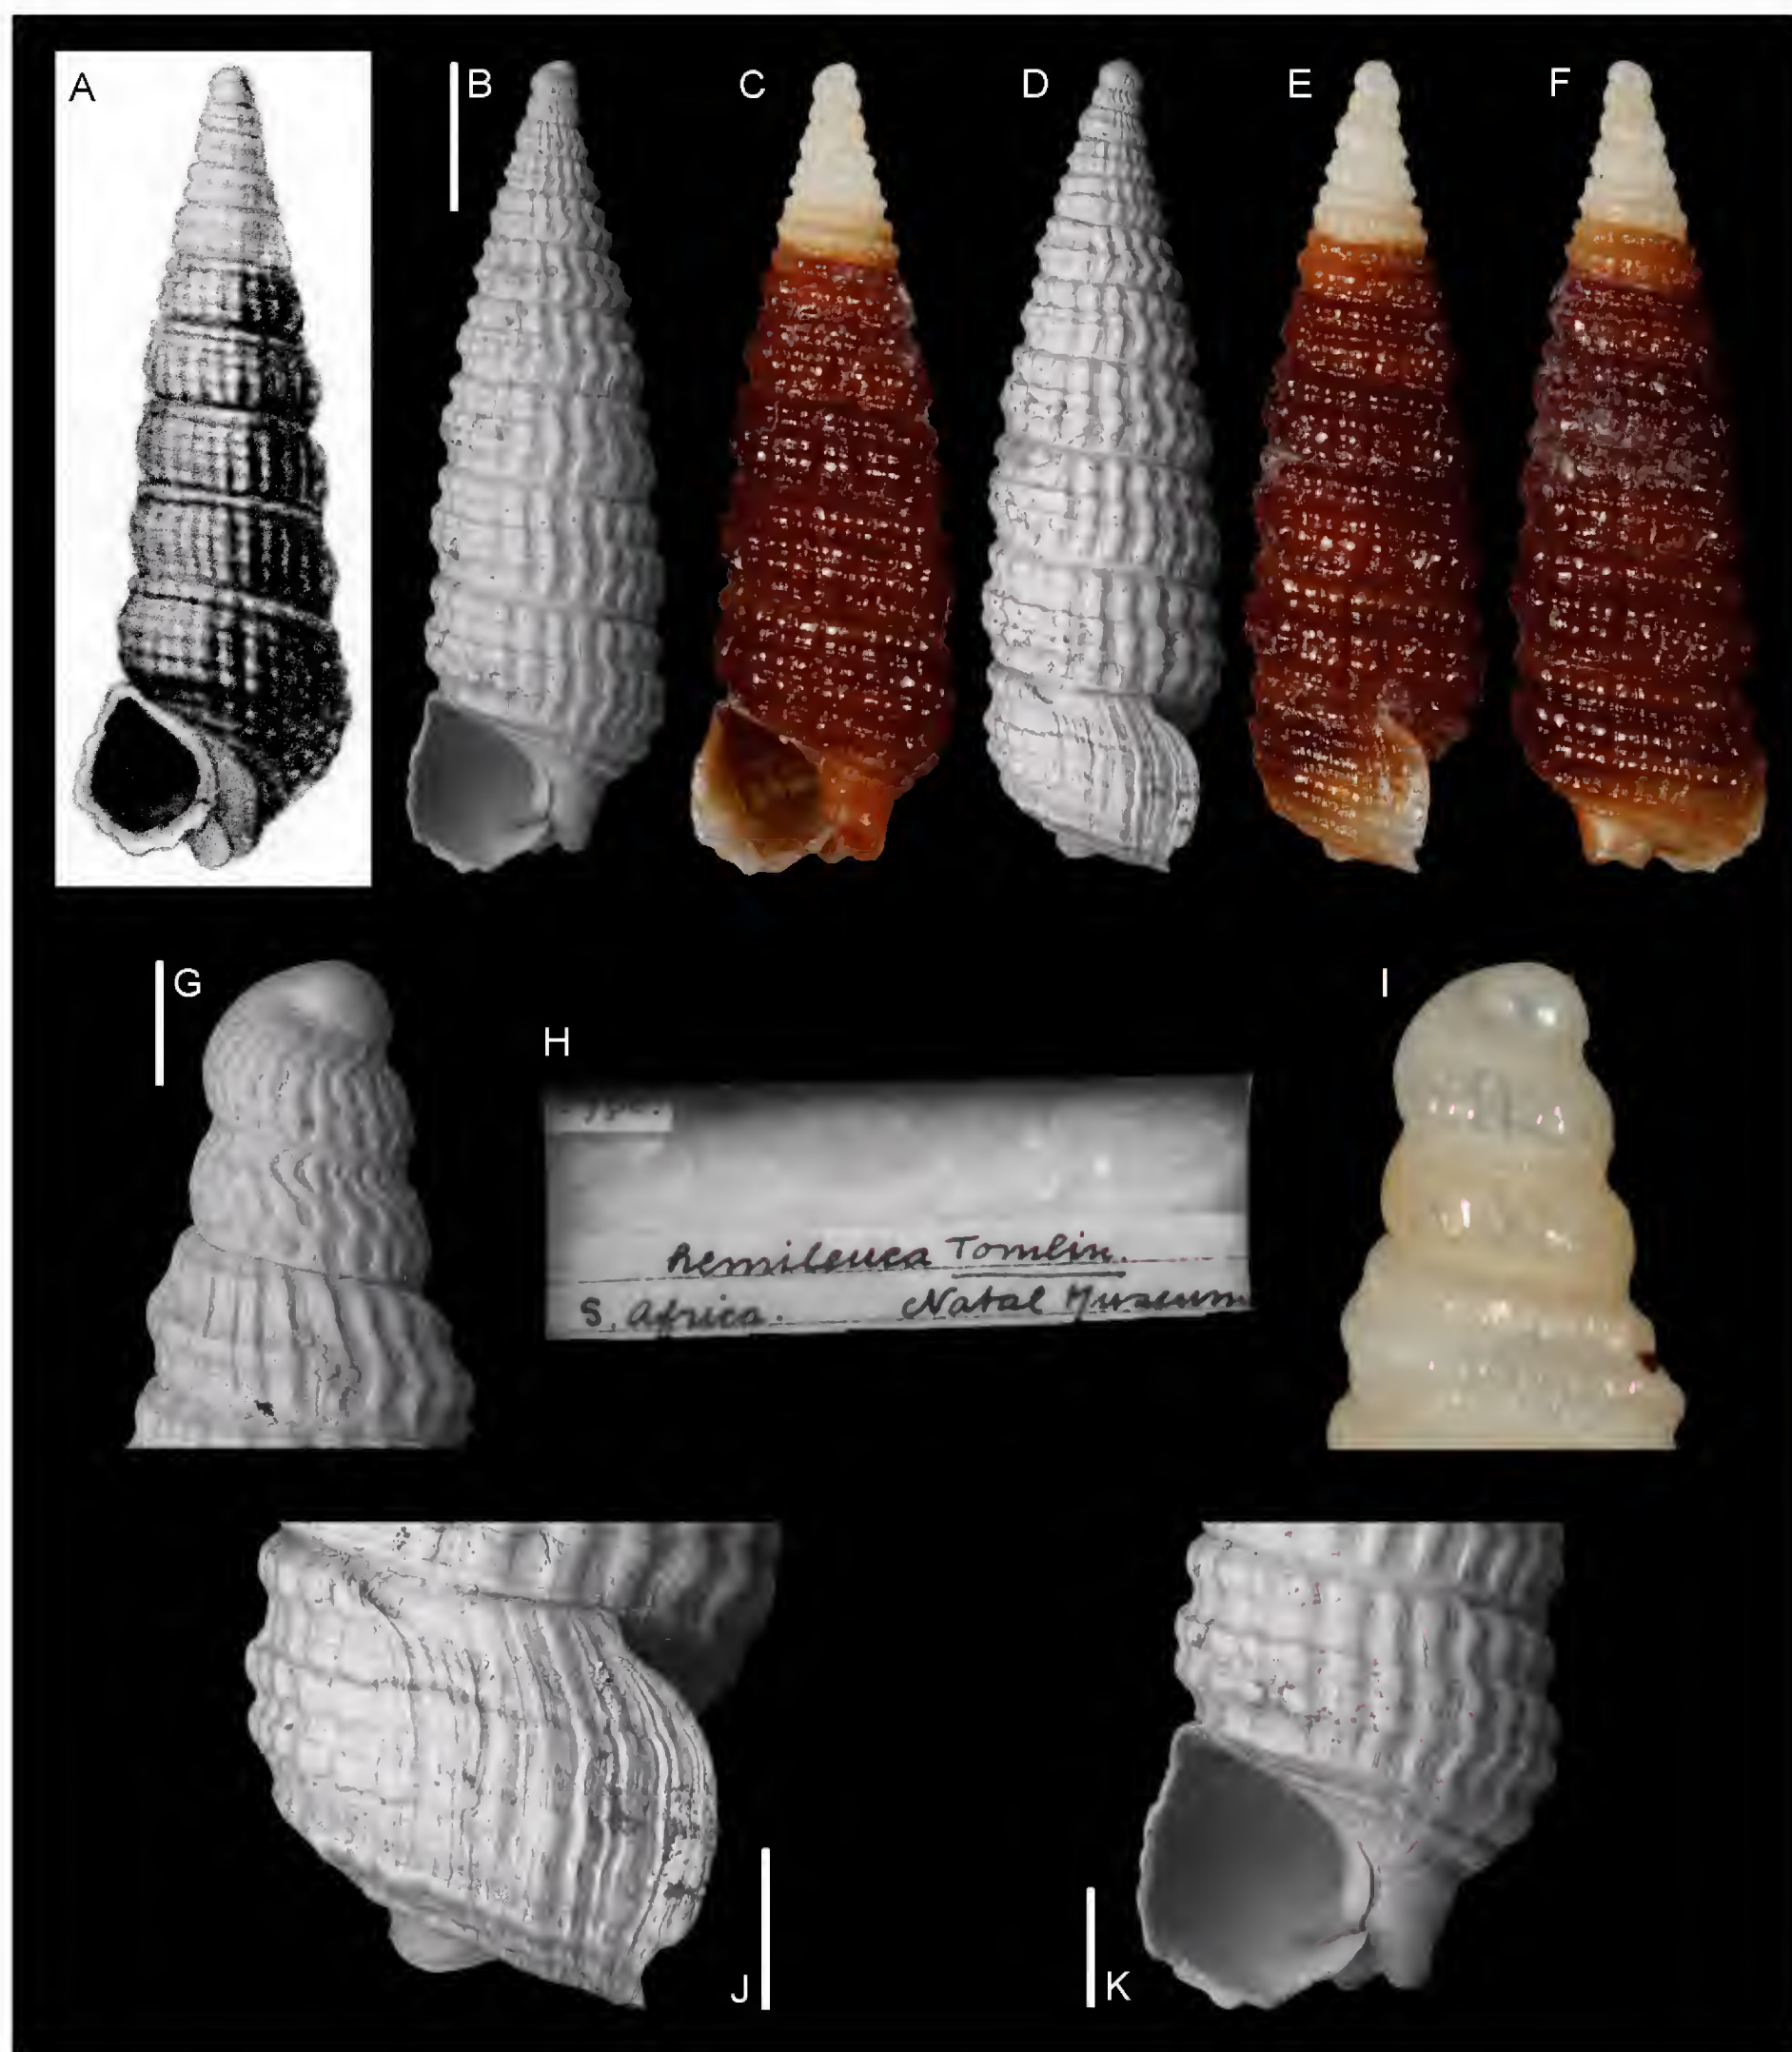 A
B
C
D
E
F
G
H
I
hemileuca Tomlin.
S. Africa. Natal Museum
J
K